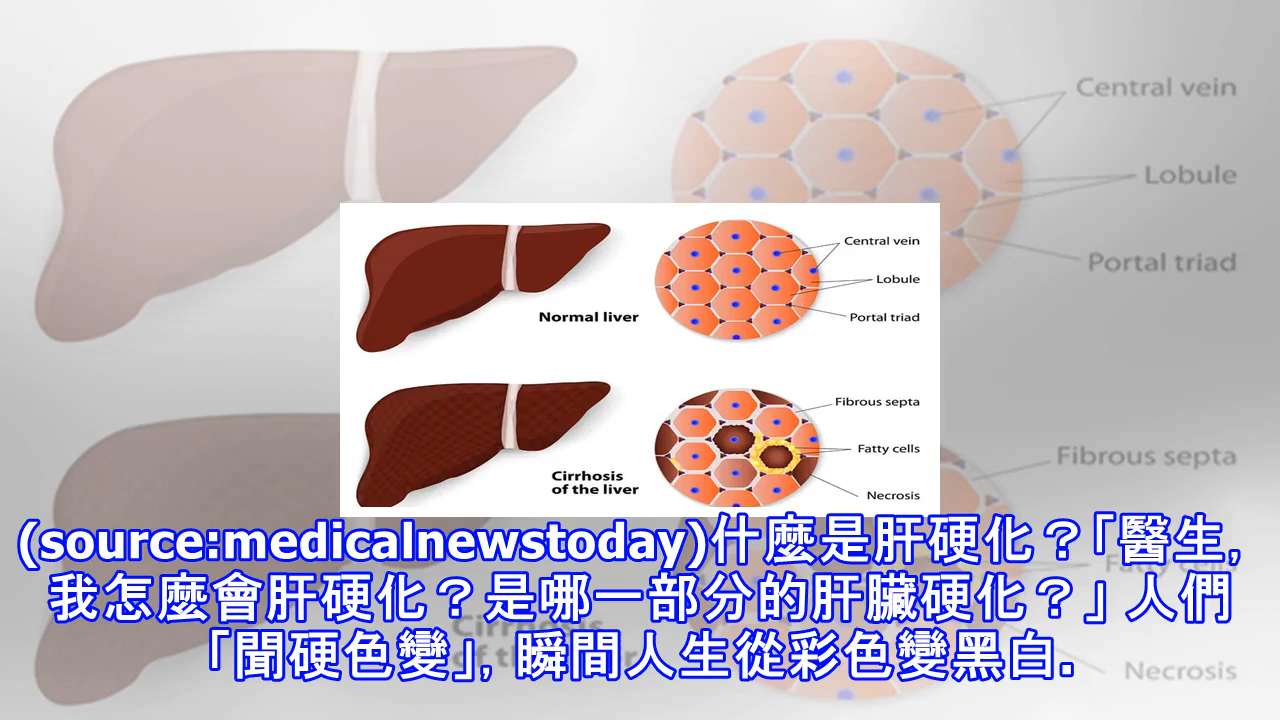 Central vein
Lobule
Portal triad
Central vein
Lobule
Normal liver
Portal triad
Fibrous septa
Fatty cells
Cirrhosis
of the liver
Necrosis
Fibrous septa
(source:medicalnewstoday)什麼是肝硬化？「醫生,
我怎麼會肝硬化？是哪一部分的肝臟硬化？」人們
「聞硬色變」, 瞬間人生從彩色變黑白.
Necrosis